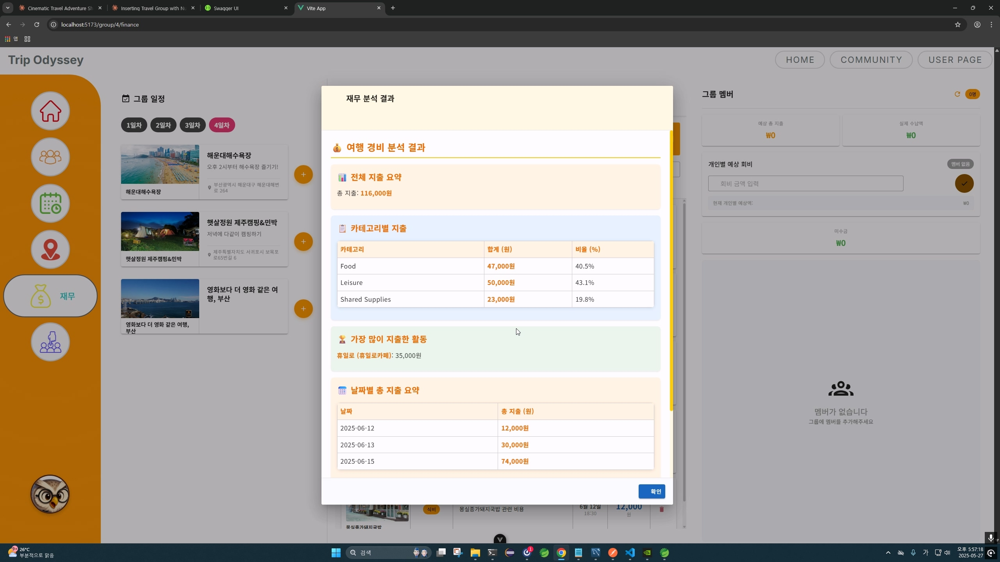 Cinematic Travel Adventure Sh
Inserting Travel Group with Nu
Swagger UI
Vite App
localhost:5173/group/4/finance
앱
Trip Odyssey
HOME
COMMUNITY
USER PAGE
재무
그룹 일정
1일차
2일차
3일차
4일차
해운대해수욕장
해운대해수욕장
오후 2시부터 해수욕장 즐기기!
부산광역시 해운대구 해운대해변
로 264
햇살정원 제주캠핑&민박
햇살정원 제주캠핑&민박
저녁에 다같이 캠핑하기
제주특별자치도 서귀포시 보목포
로65번길 6
영화보다 더 영화 같은 여행,
부산
영화보다 더 영화 같은 여
행, 부산
재무 분석 결과
여행 경비 분석 결과
전체 지출 요약
총 지출: 116,000원
카테고리별 지출
카테고리 합계 (원) 비율 (%)
Food 47,000원 40.5%
Leisure 50,000원 43.1%
Shared Supplies 23,000원 19.8%
가장 많이 지출한 활동
휴일로 (휴일로카페): 35,000원
날짜별 총 지출 요약
날짜 총 지출 (원)
2025-06-12 12,000원
2025-06-13 30,000원
2025-06-15 74,000원
확인
식비
몽실종가돼지국밥 관련 비용
6월 12일
18:30
12,000
원
몽실종가돼지국밥
그룹 멤버
0명
예상 총 지출
₩0
실제 수납액
₩0
개인별 예상 회비
멤버 없음
회비 금액 입력
현재 개인별 예상액:
₩0
미수금
₩0
멤버가 없습니다
그룹에 멤버를 추가해주세요
9+
26°C
부분적으로 맑음
검색
1
가
오후 5:57:18
2025-05-27